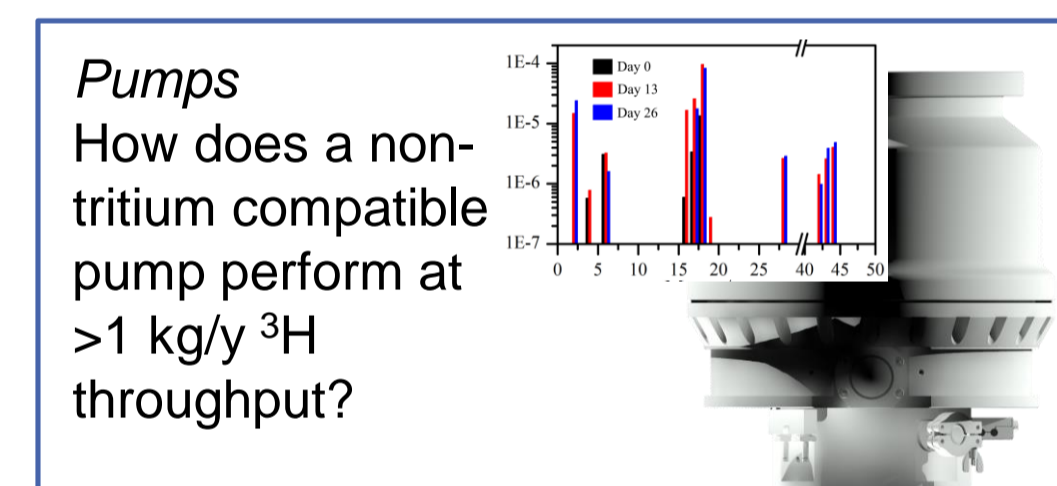 Pumps
How does a non-
tritium compatible
pump perform at
>1 kg/y ³H
throughput?
1E-4
1E-5
1E-6
1E-7
Day 0
Day 13
Day 26
0 5 10 15 20 25 40 45 50